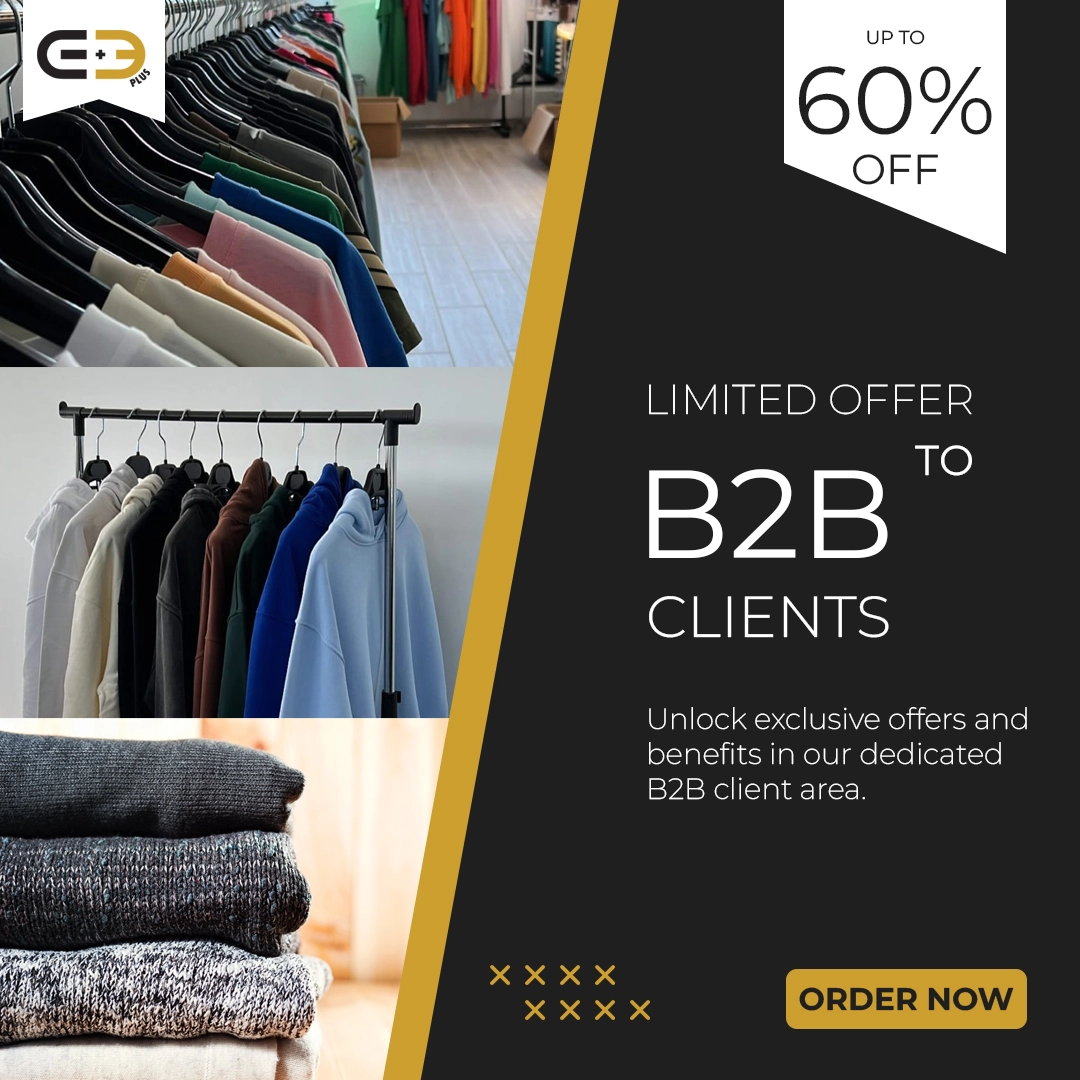 PLUS
UP TO
60%
OFF
LIMITED OFFER
TO
B2B
CLIENTS
Unlock exclusive offers and
benefits in our dedicated
B2B client area.
ORDER NOW